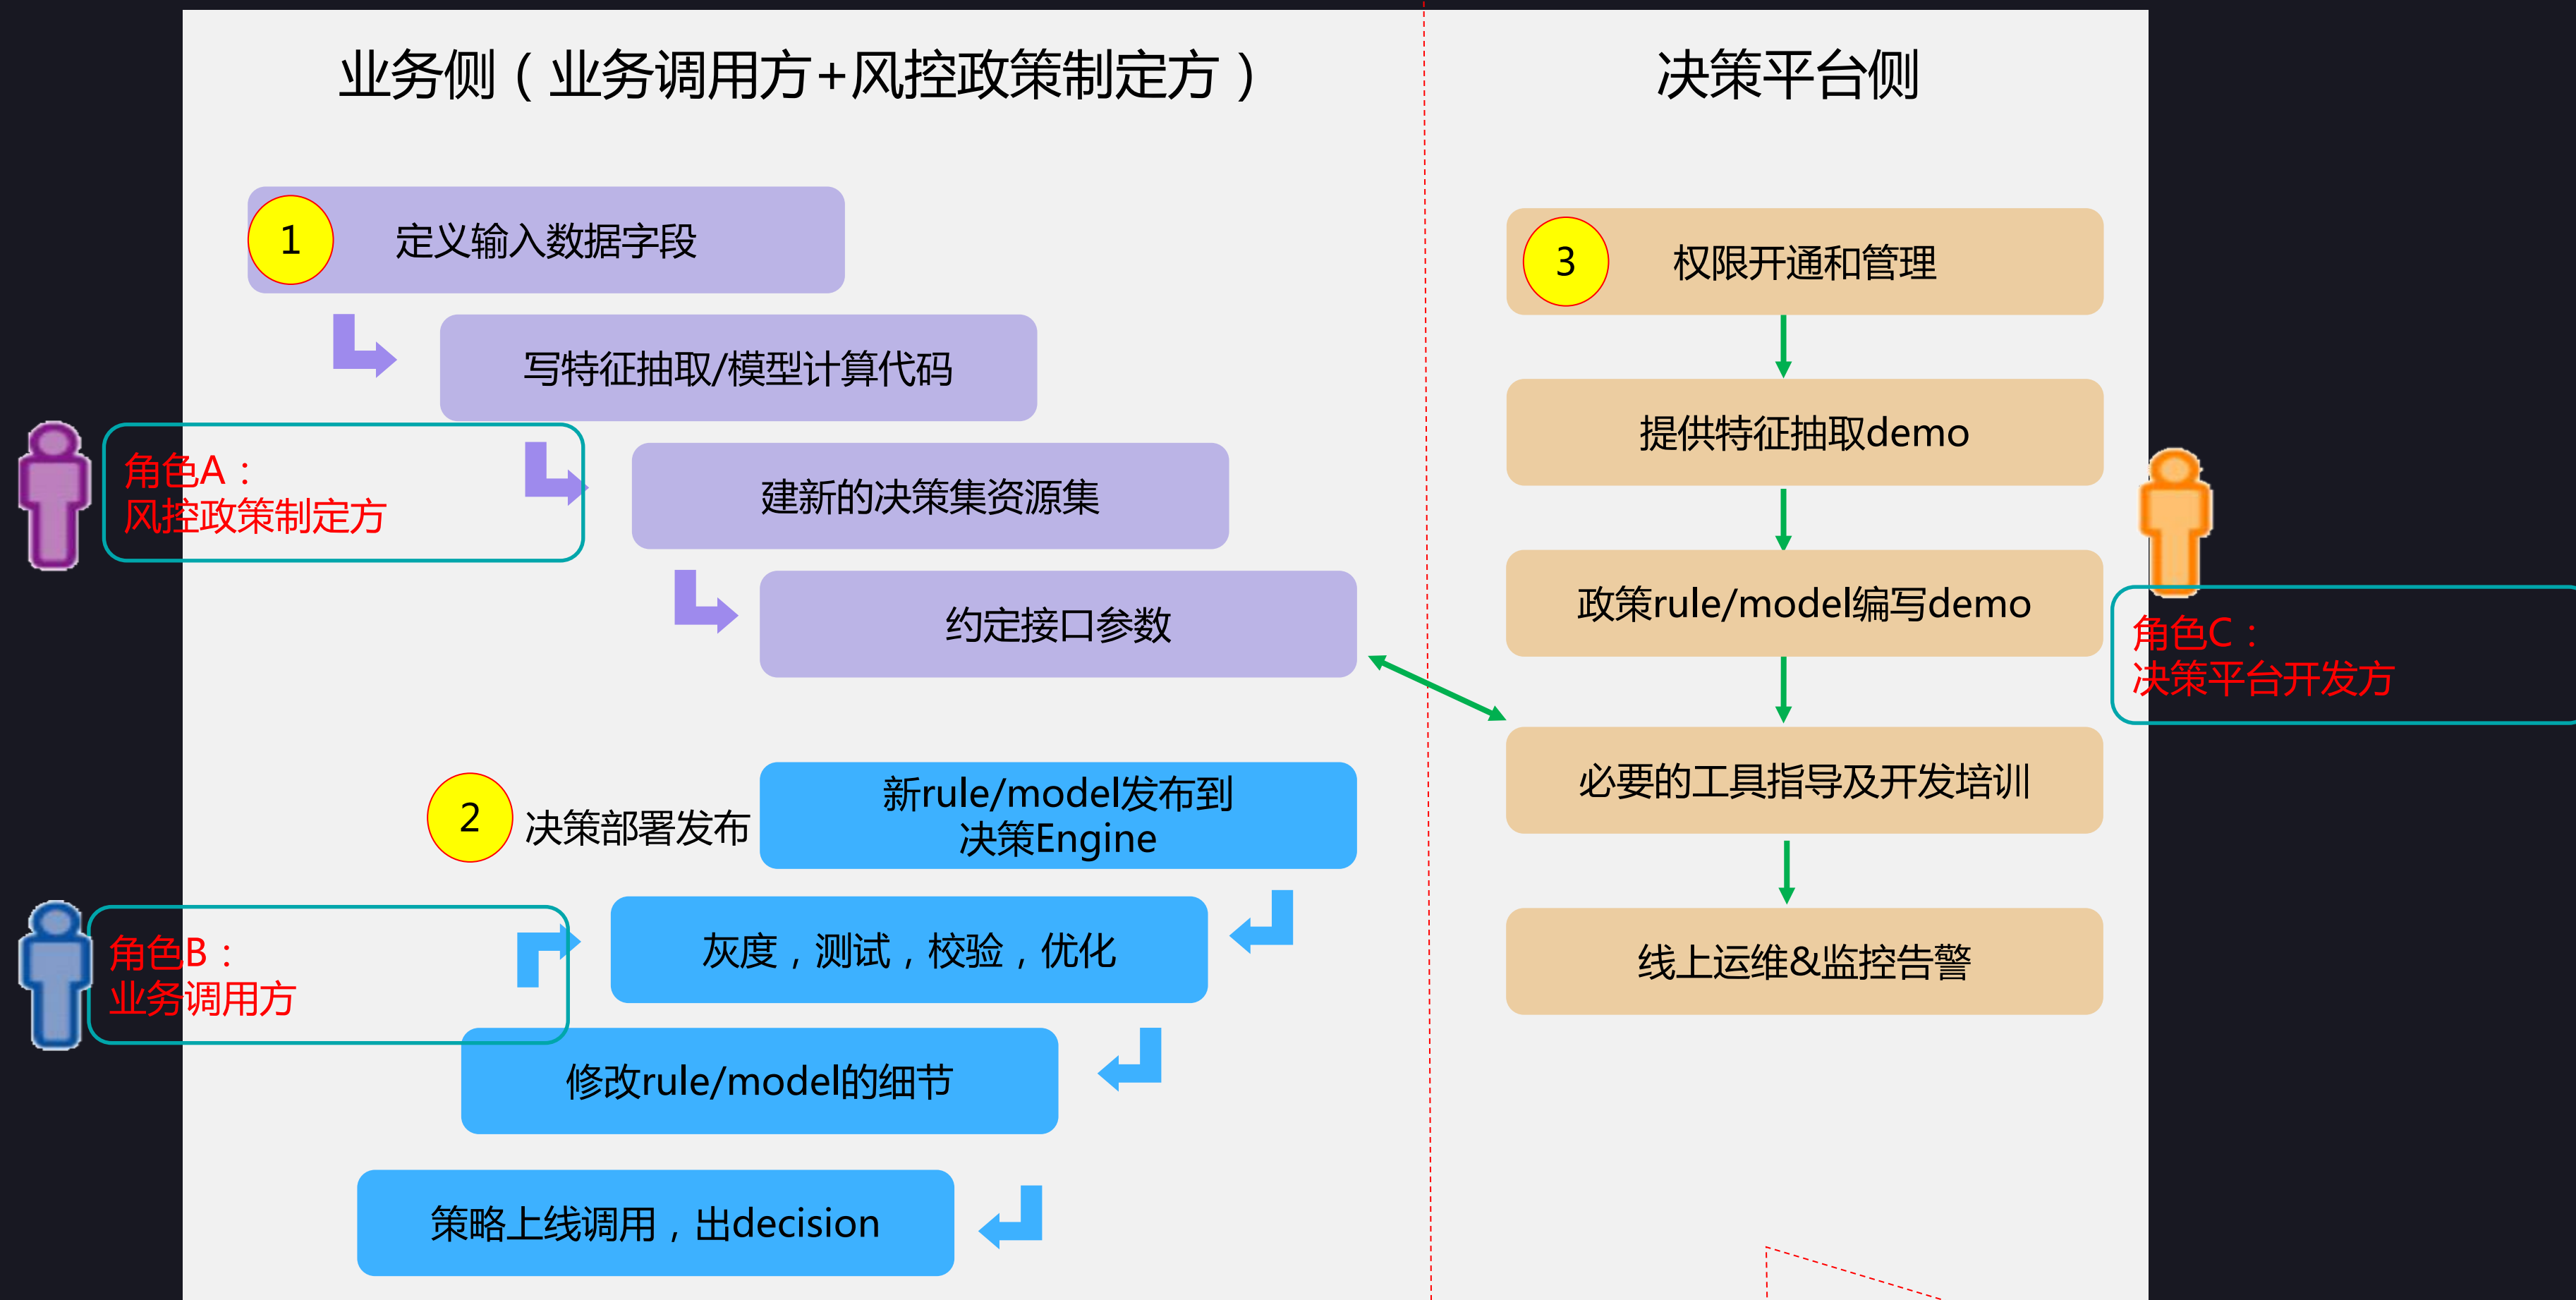 业务侧（业务调用方+风控政策制定方）
决策平台侧
1
定义输入数据字段
写特征抽取/模型计算代码
角色A：
风控政策制定方
建新的决策集资源集
约定接口参数
2
决策部署发布
新rule/model发布到
决策Engine
角色B：
业务调用方
灰度，测试，校验，优化
修改rule/model的细节
策略上线调用，出decision
3
权限开通和管理
提供特征抽取demo
政策rule/model编写demo
角色C：
决策平台开发方
必要的工具指导及开发培训
线上运维&监控告警